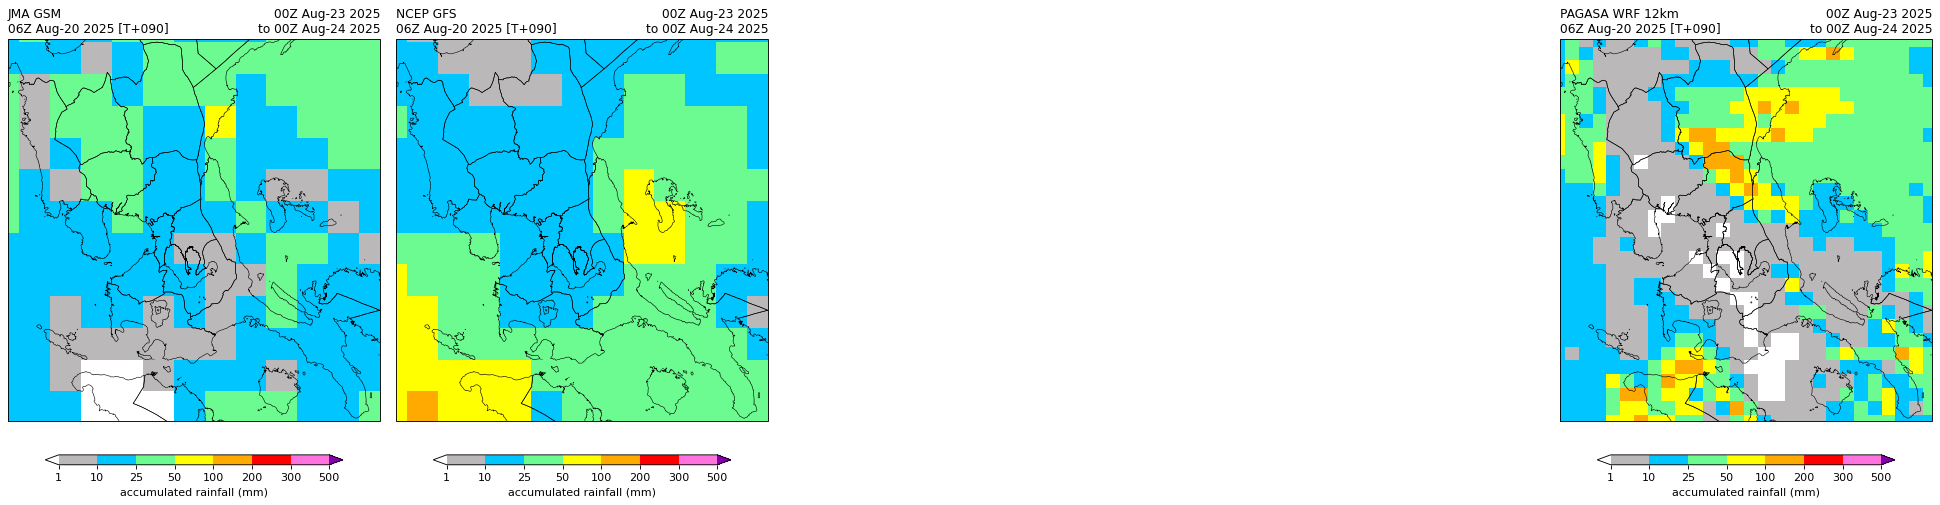 JMA GSM 00Z Aug-23 2025
06Z Aug-20 2025 [T+090] to 00Z Aug-24 2025
1 10 25 50 100 200 300 500
accumulated rainfall (mm)
NCEP GFS 00Z Aug-23 2025
06Z Aug-20 2025 [T+090] to 00Z Aug-24 2025
1 10 25 50 100 200 300 500
accumulated rainfall (mm)
PAGASA WRF 12km 00Z Aug-23 2025
06Z Aug-20 2025 [T+090] to 00Z Aug-24 2025
1 10 25 50 100 200 300 500
accumulated rainfall (mm)